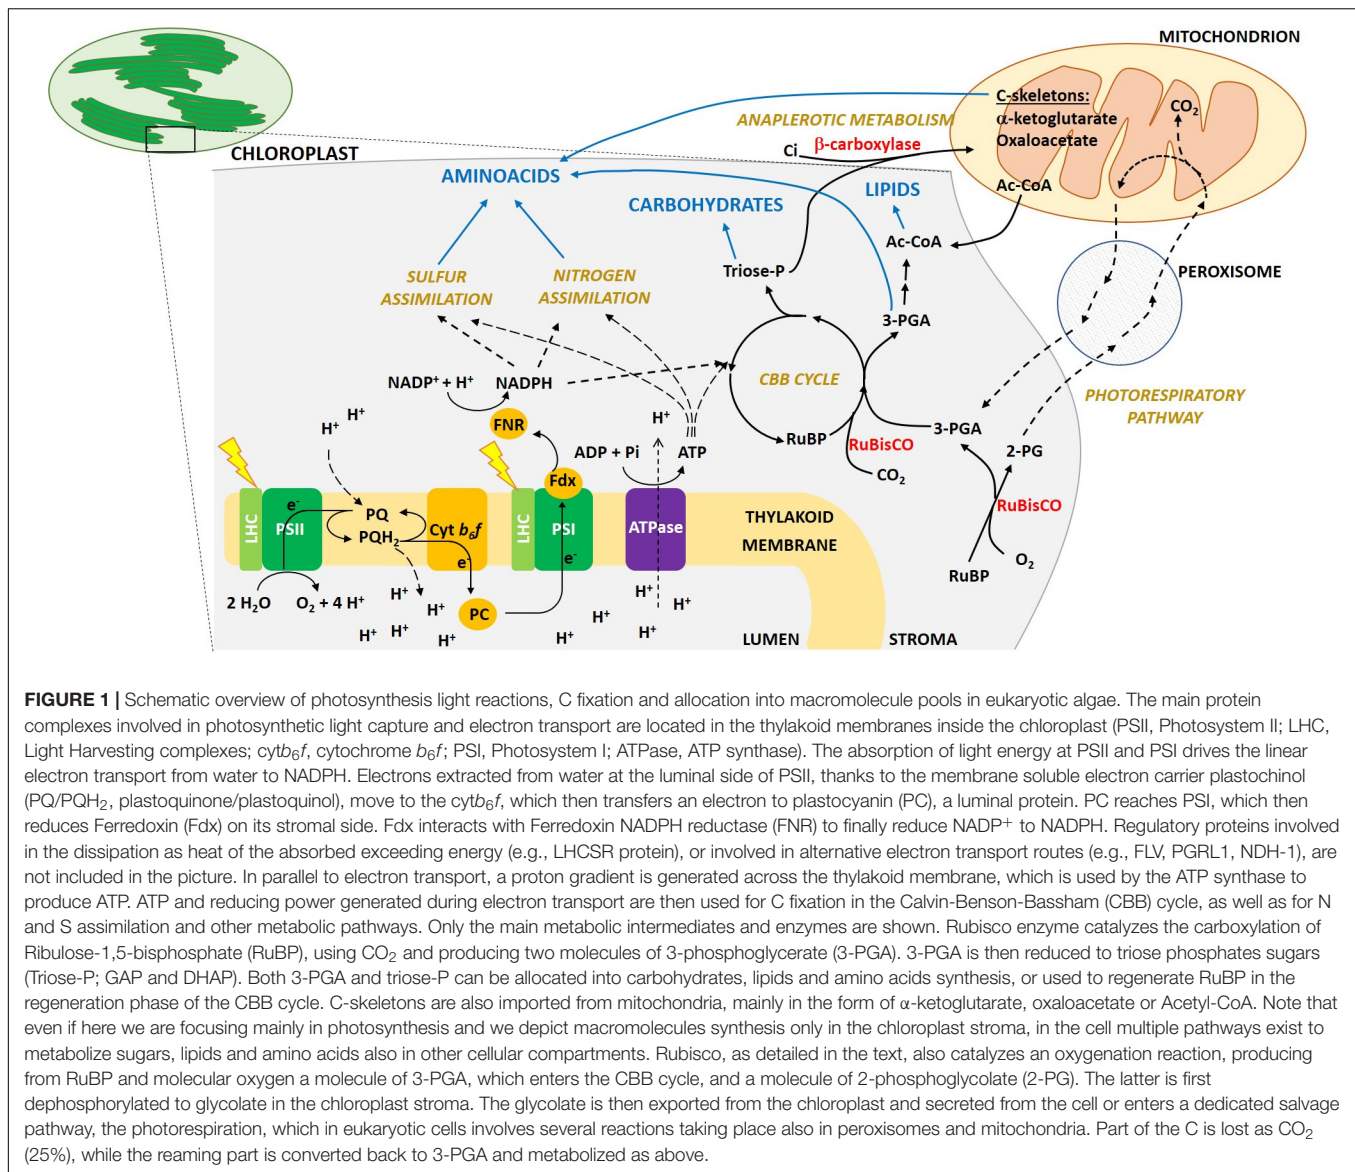 MITOCHONDRION
C-skeletons:
α-ketoglutarate
Oxaloacetate
CO2
Ac-CoA
ANAPLEROTIC METABOLISM
Ci
β-carboxylase
CHLOROPLAST
AMINOACIDS
CARBOHYDRATES
LIPIDS
Ac-CoA
Triose-P
PEROXISOME
SULFUR
ASSIMILATION
NITROGEN
ASSIMILATION
3-PGA
NADP+ + H+
NADPH
CBB CYCLE
PHOTORESPIRATORY
PATHWAY
H+
H+
FNR
H+
RuBP
RuBisCO
3-PGA
2-PG
ADP + Pi
ATP
CO2
Fdx
RuBisCO
LHC
PSII
e-
PQ
PQH2
Cyt b6f
e-
LHC
PSI
e-
ATPase
THYLAKOID
MEMBRANE
O2
RuBP
2 H2O
O2 + 4 H+
H+
H+
H+
H+
H+
PC
H+
H+
H+
H+
H+
LUMEN
STROMA
FIGURE 1 | Schematic overview of photosynthesis light reactions, C fixation and allocation into macromolecule pools in eukaryotic algae. The main protein
complexes involved in photosynthetic light capture and electron transport are located in the thylakoid membranes inside the chloroplast (PSII, Photosystem II; LHC,
Light Harvesting complexes; cytb6f, cytochrome b6f; PSI, Photosystem I; ATPase, ATP synthase). The absorption of light energy at PSII and PSI drives the linear
electron transport from water to NADPH. Electrons extracted from water at the luminal side of PSII, thanks to the membrane soluble electron carrier plastochinol
(PQ/PQH2, plastoquinone/plastoquinol), move to the cytb6f, which then transfers an electron to plastocyanin (PC), a luminal protein. PC reaches PSI, which then
reduces Ferredoxin (Fdx) on its stromal side. Fdx interacts with Ferredoxin NADPH reductase (FNR) to finally reduce NADP+ to NADPH. Regulatory proteins involved
in the dissipation as heat of the absorbed exceeding energy (e.g., LHCSR protein), or involved in alternative electron transport routes (e.g., FLV, PGRL1, NDH-1), are
not included in the picture. In parallel to electron transport, a proton gradient is generated across the thylakoid membrane, which is used by the ATP synthase to
produce ATP. ATP and reducing power generated during electron transport are then used for C fixation in the Calvin-Benson-Bassham (CBB) cycle, as well as for N
and S assimilation and other metabolic pathways. Only the main metabolic intermediates and enzymes are shown. Rubisco enzyme catalyzes the carboxylation of
Ribulose-1,5-bisphosphate (RuBP), using CO2 and producing two molecules of 3-phosphoglycerate (3-PGA). 3-PGA is then reduced to triose phosphates sugars
(Triose-P; GAP and DHAP). Both 3-PGA and triose-P can be allocated into carbohydrates, lipids and amino acids synthesis, or used to regenerate RuBP in the
regeneration phase of the CBB cycle. C-skeletons are also imported from mitochondria, mainly in the form of α-ketoglutarate, oxaloacetate or Acetyl-CoA. Note that
even if here we are focusing mainly in photosynthesis and we depict macromolecules synthesis only in the chloroplast stroma, in the cell multiple pathways exist to
metabolize sugars, lipids and amino acids also in other cellular compartments. Rubisco, as detailed in the text, also catalyzes an oxygenation reaction, producing
from RuBP and molecular oxygen a molecule of 3-PGA, which enters the CBB cycle, and a molecule of 2-phosphoglycolate (2-PG). The latter is first
dephosphorylated to glycolate in the chloroplast stroma. The glycolate is then exported from the chloroplast and secreted from the cell or enters a dedicated salvage
pathway, the photorespiration, which in eukaryotic cells involves several reactions taking place also in peroxisomes and mitochondria. Part of the C is lost as CO2
(25%), while the reaming part is converted back to 3-PGA and metabolized as above.